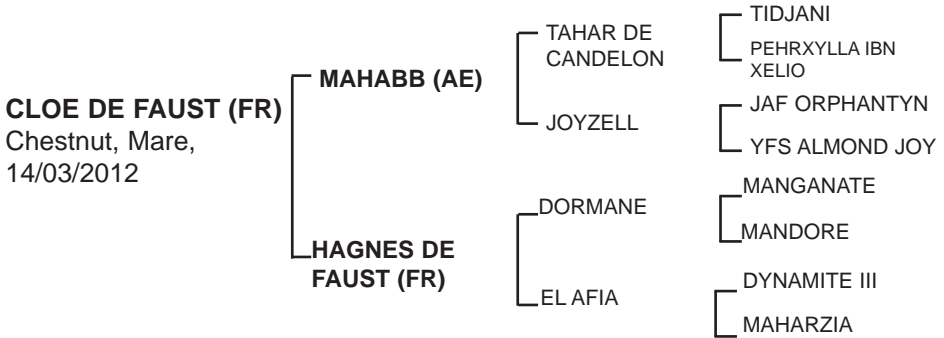 CLOE DE FAUST (FR)
Chestnut, Mare,
14/03/2012
MAHABB (AE)
HAGNES DE
FAUST (FR)
TAHAR DE
CANDELON
JOYZELL
DORMANE
EL AFIA
TIDJANI
PEHRXYLLA IBN
XELIO
JAF ORPHANTYN
YFS ALMOND JOY
MANGANATE
MANDORE
DYNAMITE III
MAHARZIA